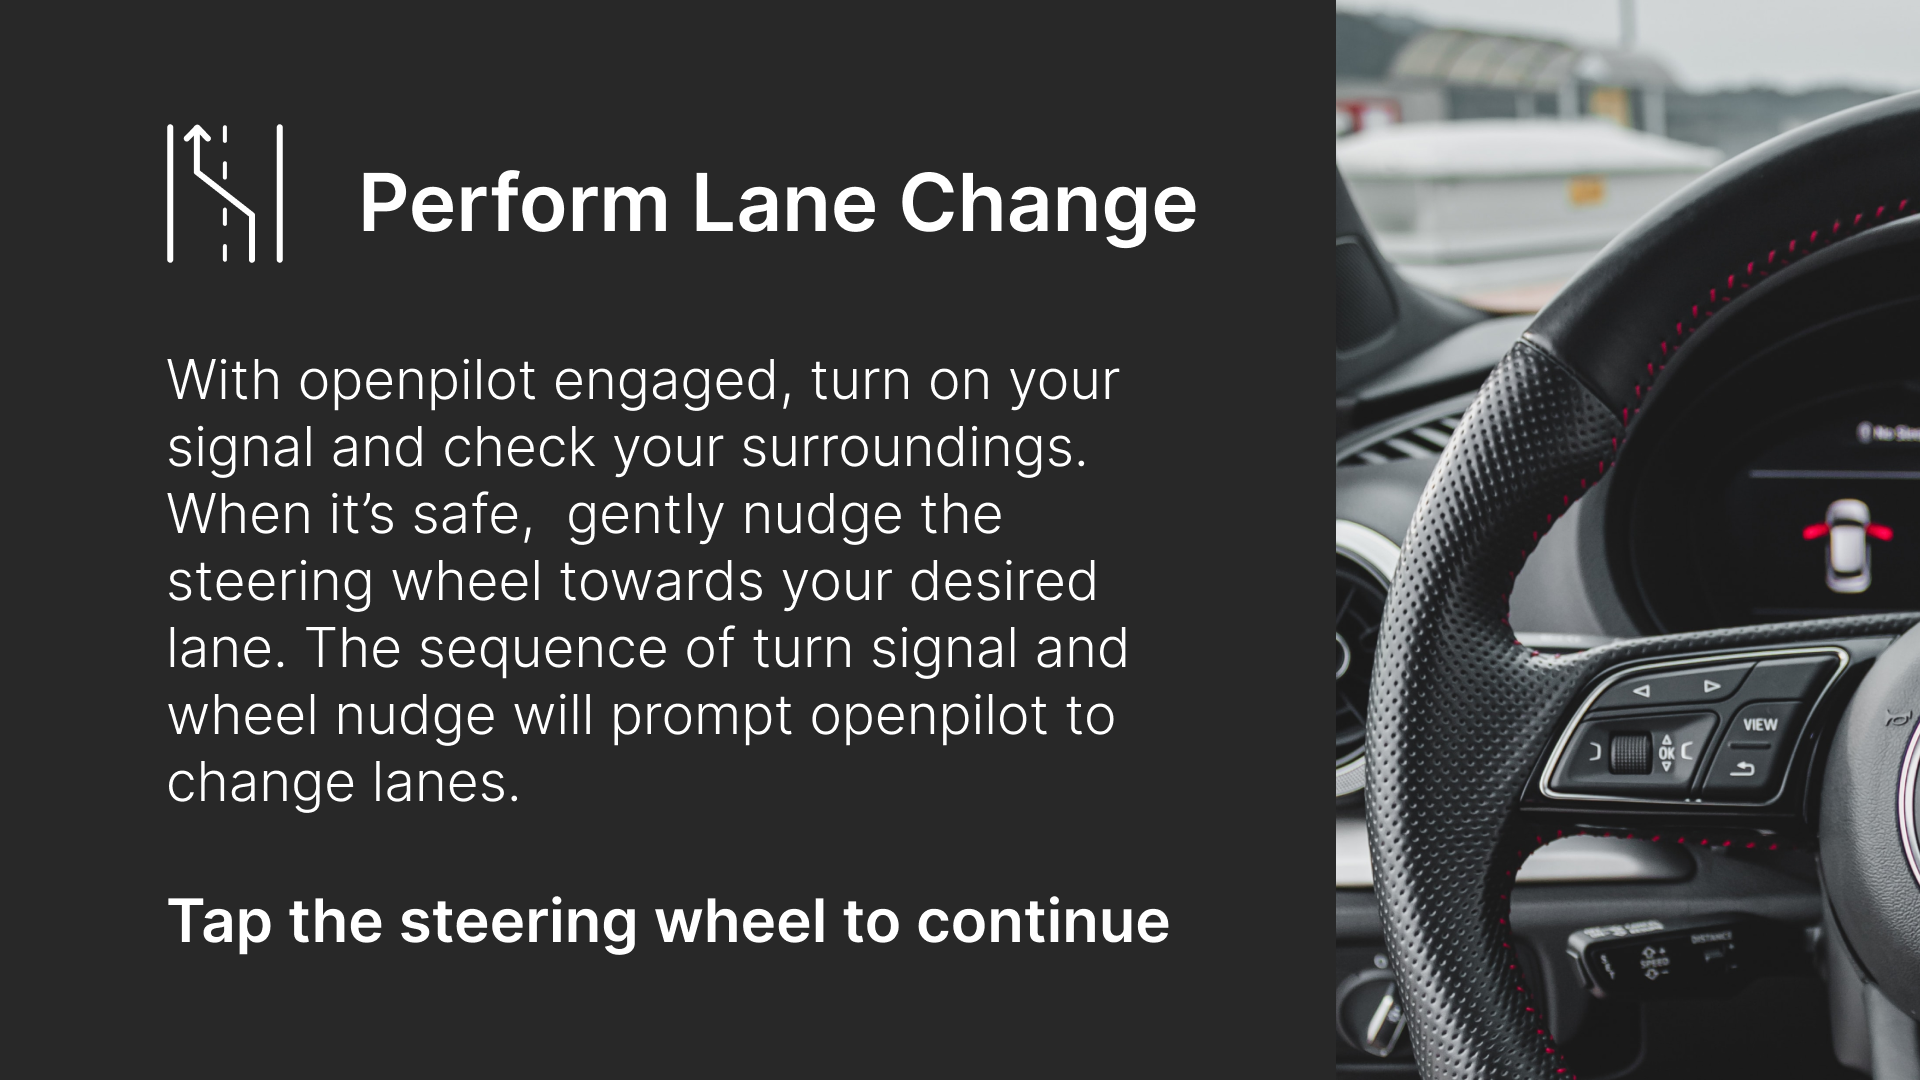 Perform Lane Change
With openpilot engaged, turn on your
signal and check your surroundings.
When it’s safe,  gently nudge the
steering wheel towards your desired
lane. The sequence of turn signal and
wheel nudge will prompt openpilot to
change lanes.
Tap the steering wheel to continue
VIEW
OK
DISTANCE
SPEED